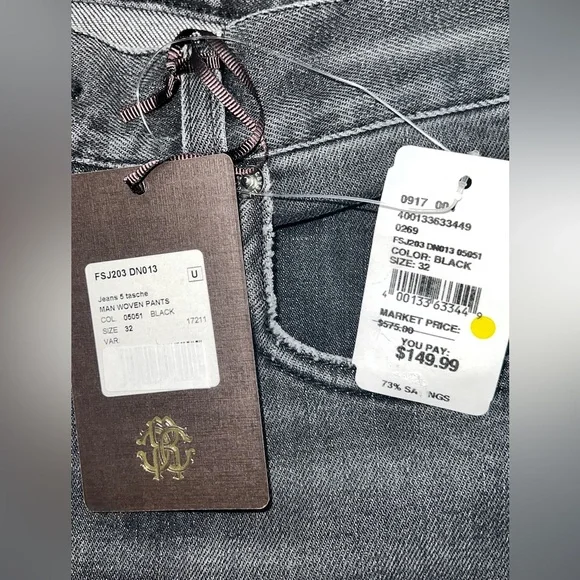 FSJ203 DN013
U
Jeans 5 tasche
MAN WOVEN PANTS
COL. 05051 BLACK
17211
SIZE 32
VAR.
0917 00
400133633449
0269
FSJ203 DN013 05051
COLOR: BLACK
SIZE: 32
4 00133 63344 9
MARKET PRICE:
$575.00
YOU PAY:
$149.99
73% SAVINGS